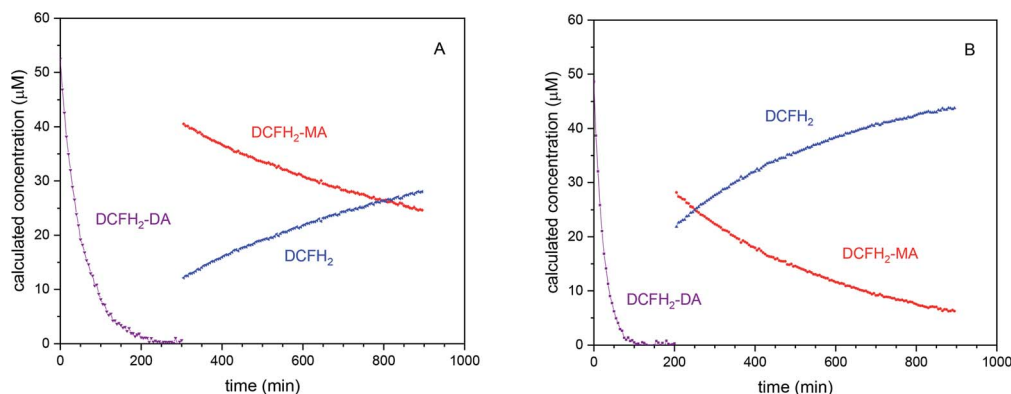 A
60
50
40
30
20
10
0
calculated concentration (μM)
DCFH₂-MA
DCFH₂-DA
DCFH₂
0 200 400 600 800 1000
time (min)
B
60
50
40
30
20
10
0
calculated concentration (μM)
DCFH₂
DCFH₂-MA
DCFH₂-DA
0 200 400 600 800 1000
time (min)